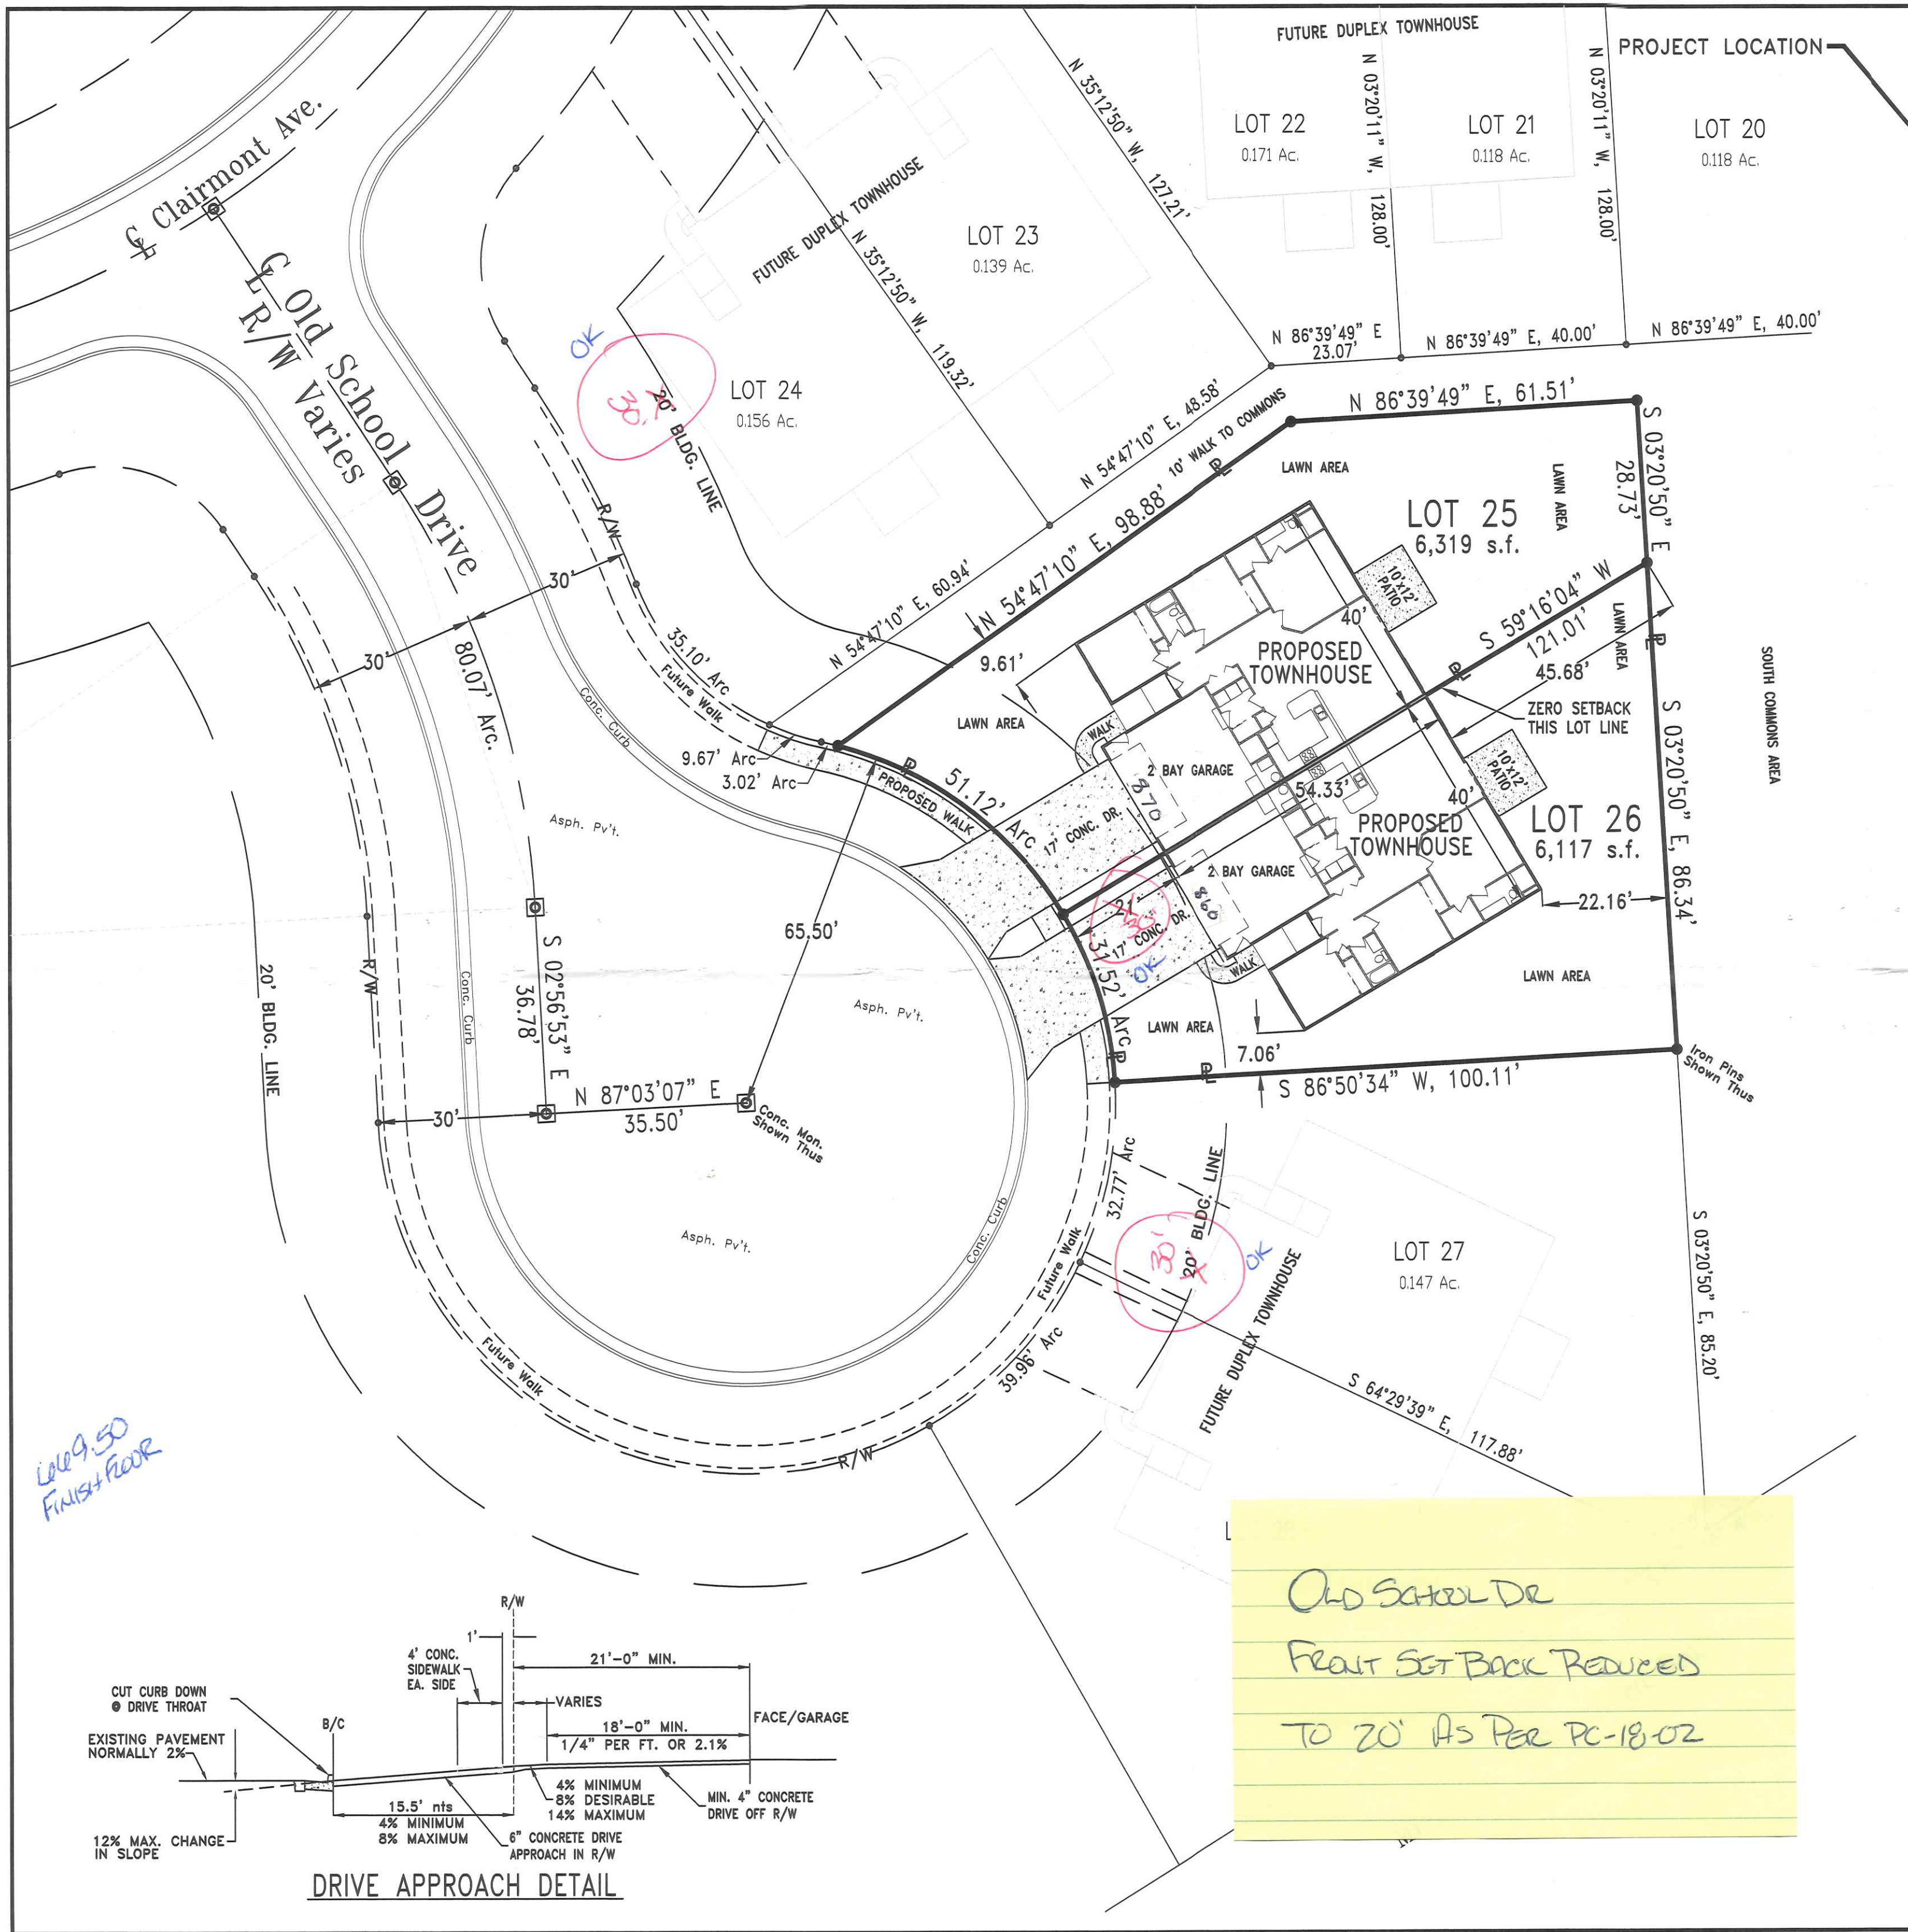 FUTURE DUPLEX TOWNHOUSE
PROJECT LOCATION
N 35°12'50" W, 127.21'
N 03°20'11" W, 128.00'
N 03°20'11" W, 128.00'
LOT 22
0.171 Ac.
LOT 21
0.118 Ac.
LOT 20
0.118 Ac.
CL Clairmont Ave.
CL Old School Drive
R/W Varies
FUTURE DUPLEX TOWNHOUSE
LOT 23
0.139 Ac.
N 35°12'50" W, 119.32'
OK
30'
X
20' BLDG. LINE
LOT 24
0.156 Ac.
N 86°39'49" E
23.07'
N 86°39'49" E, 40.00'
N 86°39'49" E, 40.00'
N 54°47'10" E, 48.58'
10' WALK TO COMMONS
N 86°39'49" E, 61.51'
S 03°20'50" E
28.73'
LAWN AREA
LAWN AREA
LOT 25
6,319 s.f.
PL
N 54°47'10" E, 98.88'
N 54°47'10" E, 60.94'
R/W
30'
30'
80.07' Arc.
35.10' Arc
Future Walk
Conc. Curb
10'x12'
PATIO
40'
PROPOSED
TOWNHOUSE
S 59°16'04" W
121.01'
PL
45.68'
LAWN AREA
PL
SOUTH COMMONS AREA
ZERO SETBACK
THIS LOT LINE
9.61'
LAWN AREA
WALK
9.67' Arc
3.02' Arc
PL
51.12' Arc
PROPOSED WALK
2 BAY GARAGE
870
17' CONC. DR.
54.33'
10'x12'
PATIO
40'
PROPOSED
TOWNHOUSE
LOT 26
6,117 s.f.
S 03°20'50" E, 86.34'
Asph. Pv't.
2 BAY GARAGE
860
21'
X
30'
17' CONC. DR.
OK
37.52' Arc
22.16'
WALK
LAWN AREA
65.50'
R/W
Conc. Curb
S 02°56'53" E
36.78'
20' BLDG. LINE
Asph. Pv't.
LAWN AREA
PL
PL
7.06'
S 86°50'34" W, 100.11'
Iron Pins
Shown Thus
N 87°03'07" E
35.50'
30'
Conc. Mon.
Shown Thus
32.77' Arc
20' BLDG. LINE
30'
X
OK
Asph. Pv't.
Conc. Curb
Future Walk
FUTURE DUPLEX TOWNHOUSE
LOT 27
0.147 Ac.
S 03°20'50" E, 85.20'
39.96' Arc
S 64°29'39" E, 117.88'
Future Walk
R/W
9.50
FINISH FLOOR
OLD SCHOOL DR
FRONT SET BACK REDUCED
TO 20' AS PER PC-18-02
R/W
1'
4' CONC.
SIDEWALK
EA. SIDE
21'-0" MIN.
CUT CURB DOWN
@ DRIVE THROAT
VARIES
B/C
18'-0" MIN.
FACE/GARAGE
EXISTING PAVEMENT
NORMALLY 2%
1/4" PER FT. OR 2.1%
4% MINIMUM
8% DESIRABLE
14% MAXIMUM
MIN. 4" CONCRETE
DRIVE OFF R/W
15.5' nts
4% MINIMUM
8% MAXIMUM
12% MAX. CHANGE
IN SLOPE
6" CONCRETE DRIVE
APPROACH IN R/W
DRIVE APPROACH DETAIL